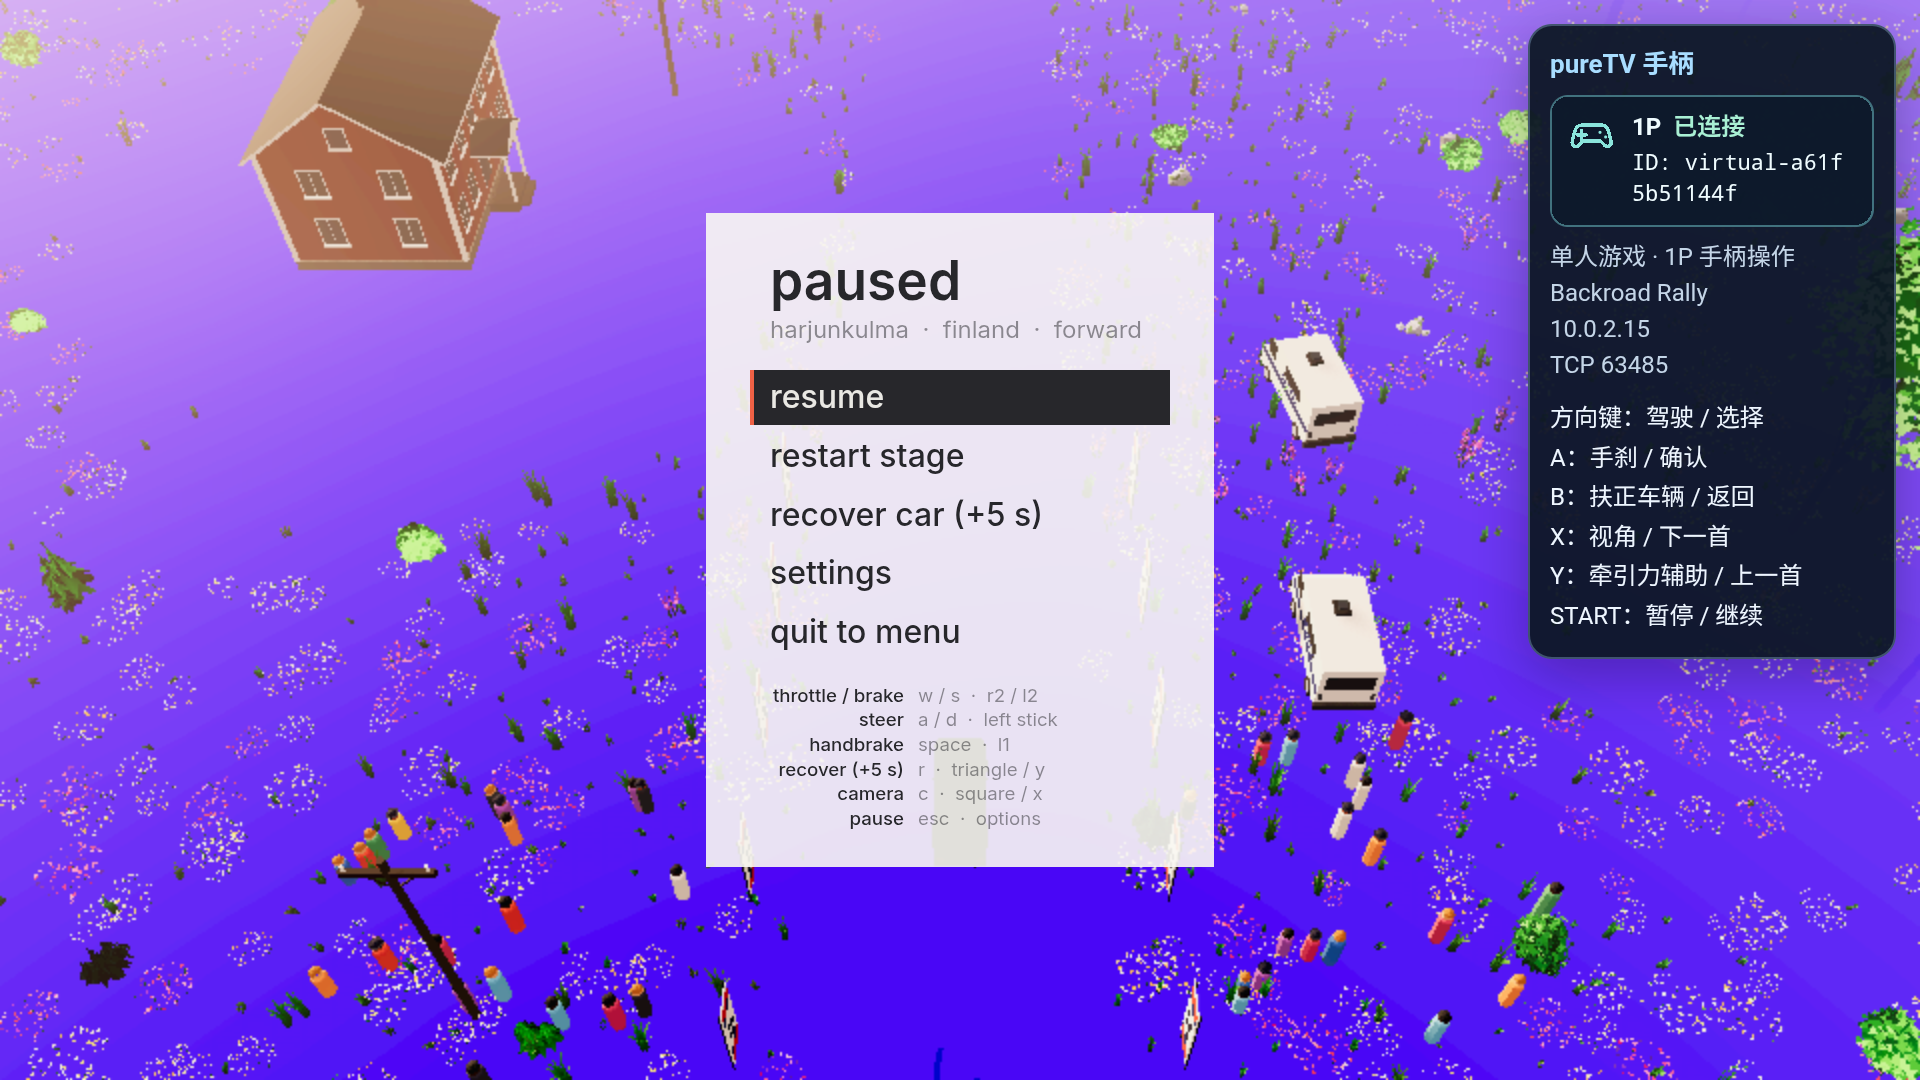 paused
harjunkulma · finland · forward
resume
restart stage
recover car (+5 s)
settings
quit to menu
throttle / brake w / s · r2 / l2
steer a / d · left stick
handbrake space · l1
recover (+5 s) r · triangle / y
camera c · square / x
pause esc · options
pureTV 手柄
1P 已连接
ID: virtual-a61f
5b51144f
单人游戏 · 1P 手柄操作
Backroad Rally
10.0.2.15
TCP 63485
方向键：驾驶 / 选择
A：手刹 / 确认
B：扶正车辆 / 返回
X：视角 / 下一首
Y：牵引力辅助 / 上一首
START：暂停 / 继续